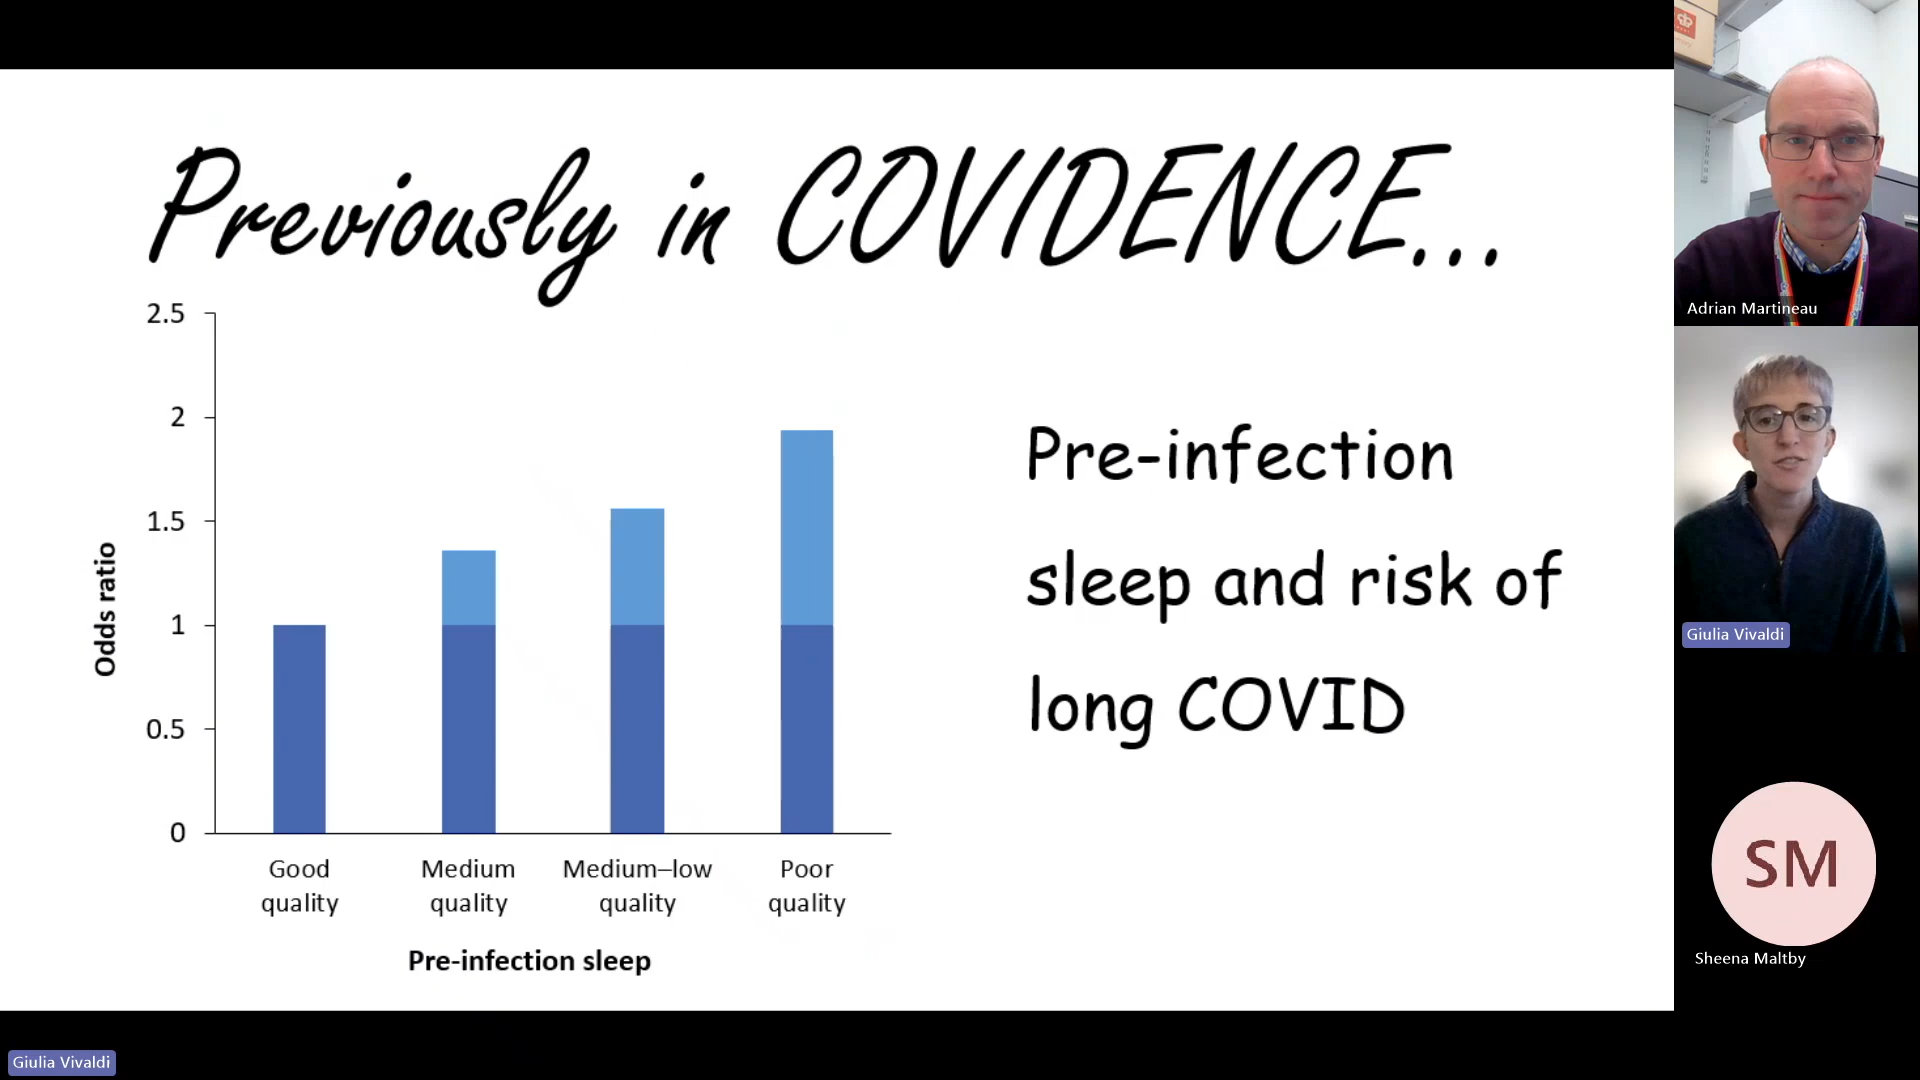 Previously in COVIDENCE...
2.5
2
1.5
1
0.5
0
Odds ratio
Good quality
Medium quality
Medium–low quality
Poor quality
Pre-infection sleep
Pre-infection
sleep and risk of
long COVID
Adrian Martineau
Giulia Vivaldi
SM
Sheena Maltby
Giulia Vivaldi